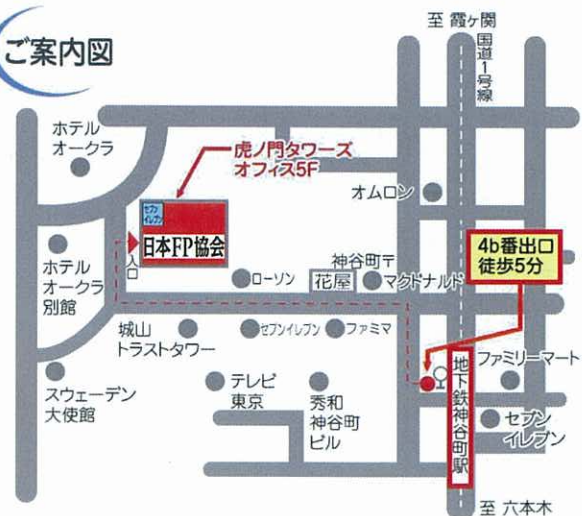 ご案内図
至 霞ヶ関
国道1号線
ホテル
オークラ
虎ノ門タワーズ
オフィス5F
オムロン
セブン
イレブン
日本FP協会
入口
4b番出口
徒歩5分
ホテル
オークラ
別館
ローソン
花屋
神谷町〒
マクドナルド
城山
トラストタワー
セブンイレブン
ファミマ
ファミリーマート
スウェーデン
大使館
テレビ
東京
秀和
神谷町
ビル
地下鉄神谷町駅
セブン
イレブン
至 六本木